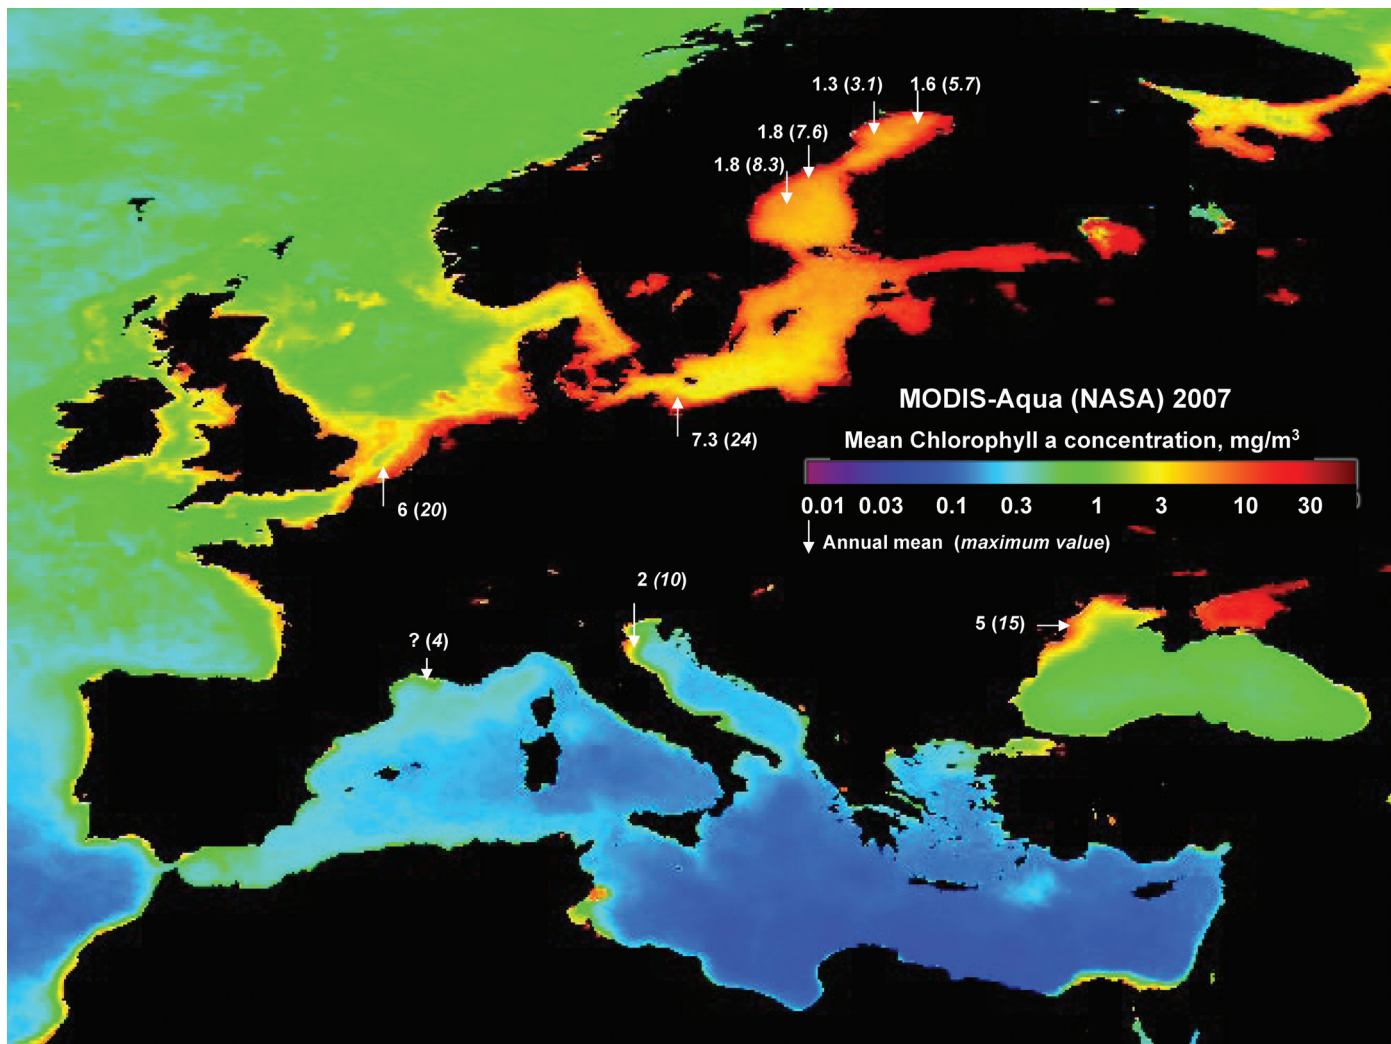 1.3 (3.1) 1.6 (5.7)
1.8 (7.6)
1.8 (8.3)
MODIS-Aqua (NASA) 2007
7.3 (24)
Mean Chlorophyll a concentration, mg/m³
6 (20)
0.01 0.03 0.1 0.3 1 3 10 30
Annual mean (maximum value)
2 (10)
5 (15)
? (4)